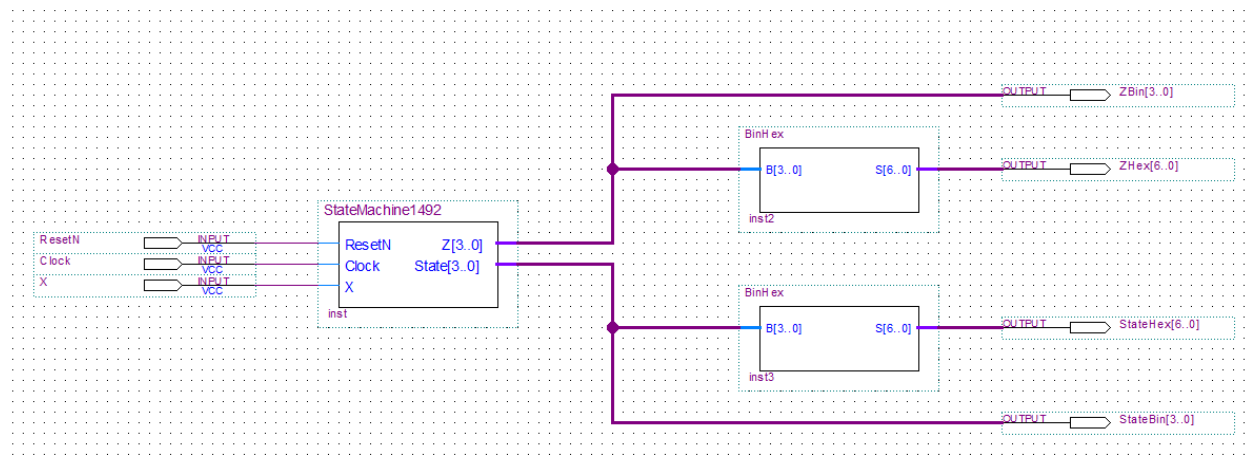 OUTPUT ZBin[3..0]
BinHex
B[3..0] S[6..0]
OUTPUT ZHex[6..0]
inst2
StateMachine1492
ResetN INPUT VCC
ResetN Z[3..0]
Clock INPUT VCC
Clock State[3..0]
X INPUT VCC
X
inst
BinHex
B[3..0] S[6..0]
OUTPUT StateHex[6..0]
inst3
OUTPUT StateBin[3..0]